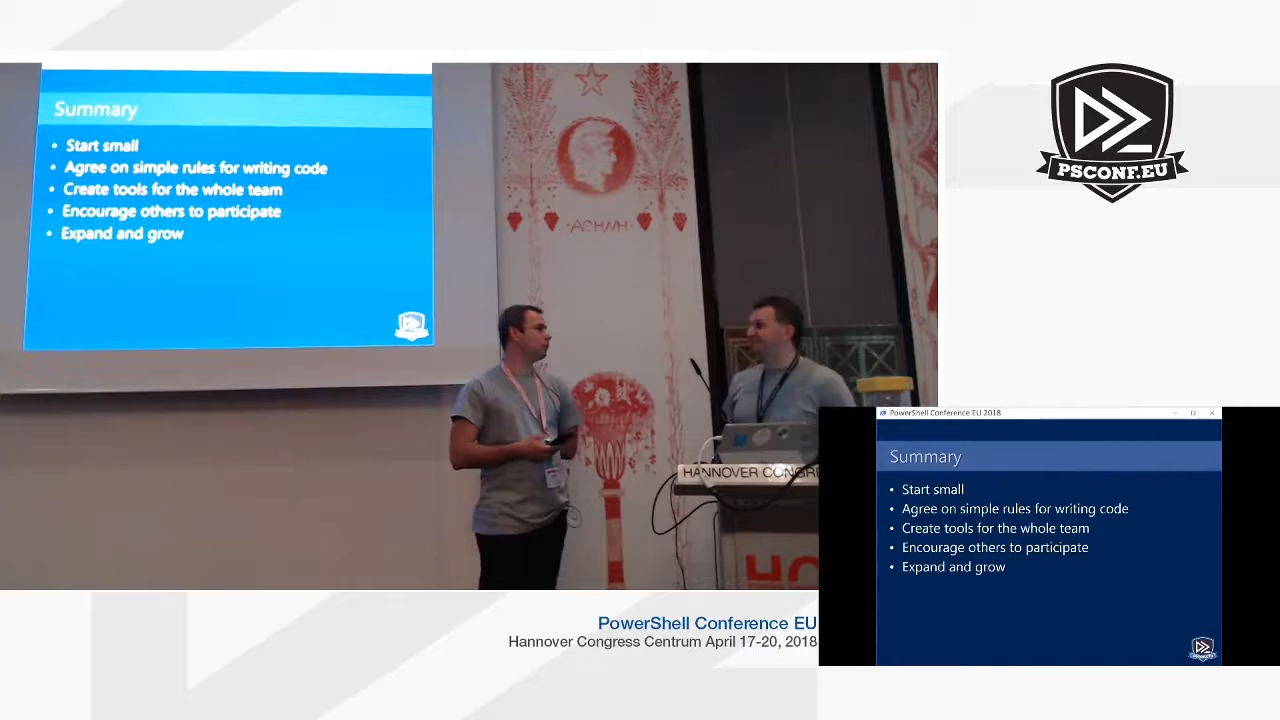 Summary
• Start small
• Agree on simple rules for writing code
• Create tools for the whole team
• Encourage others to participate
• Expand and grow
PSCONF.EU
ΑΘΗΝΗ
HANNOVER CONGRE
HO
PowerShell Conference EU 2018
Summary
• Start small
• Agree on simple rules for writing code
• Create tools for the whole team
• Encourage others to participate
• Expand and grow
PowerShell Conference EU
Hannover Congress Centrum April 17-20, 2018